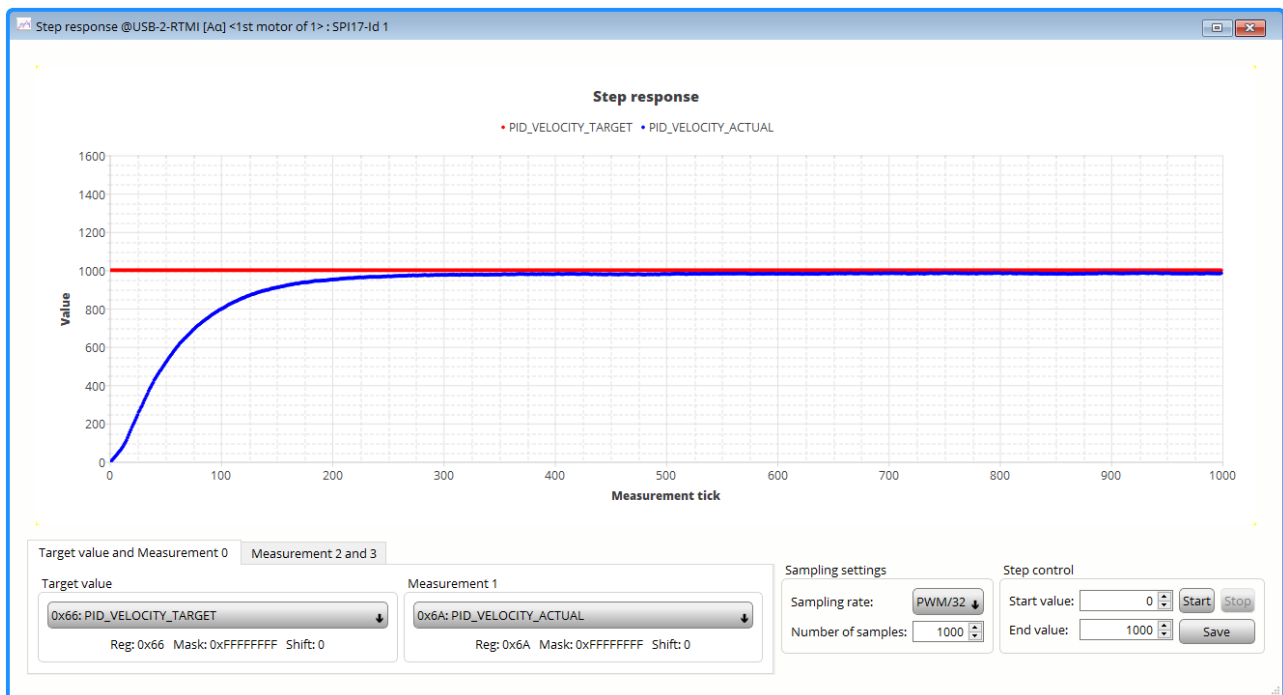 Step response @USB-2-RTMI [Aα] <1st motor of 1> : SPI17-Id 1
Step response
• PID_VELOCITY_TARGET • PID_VELOCITY_ACTUAL
1600
1400
1200
1000
800
600
400
200
0
Value
0 100 200 300 400 500 600 700 800 900 1000
Measurement tick
Target value and Measurement 0 Measurement 2 and 3
Target value
0x66: PID_VELOCITY_TARGET
Reg: 0x66 Mask: 0xFFFFFFFF Shift: 0
Measurement 1
0x6A: PID_VELOCITY_ACTUAL
Reg: 0x6A Mask: 0xFFFFFFFF Shift: 0
Sampling settings
Sampling rate: PWM/32
Number of samples: 1000
Step control
Start value: 0 Start Stop
End value: 1000 Save